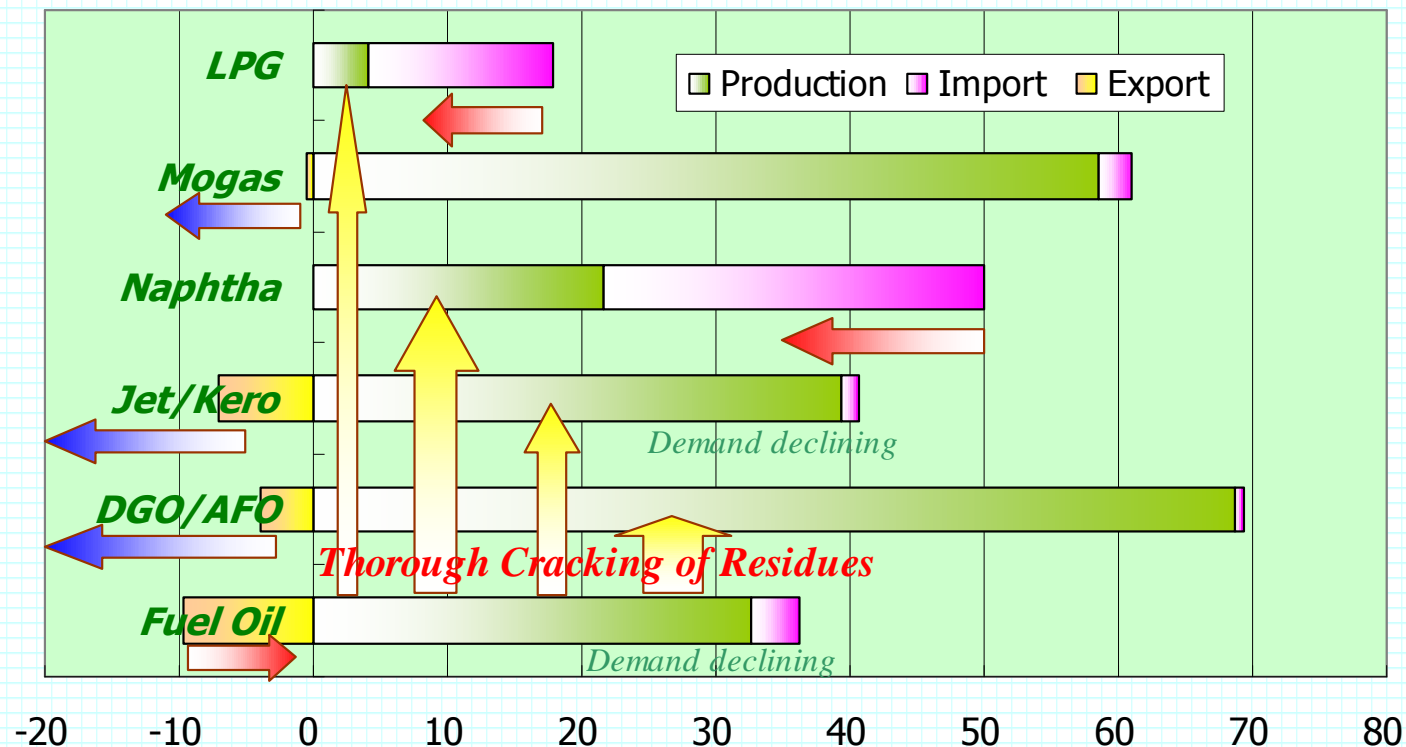 LPG
Production Import Export
Mogas
Naphtha
Jet/Kero
Demand declining
DGO/AFO
Thorough Cracking of Residues
Fuel Oil
Demand declining
-20 -10 0 10 20 30 40 50 60 70 80